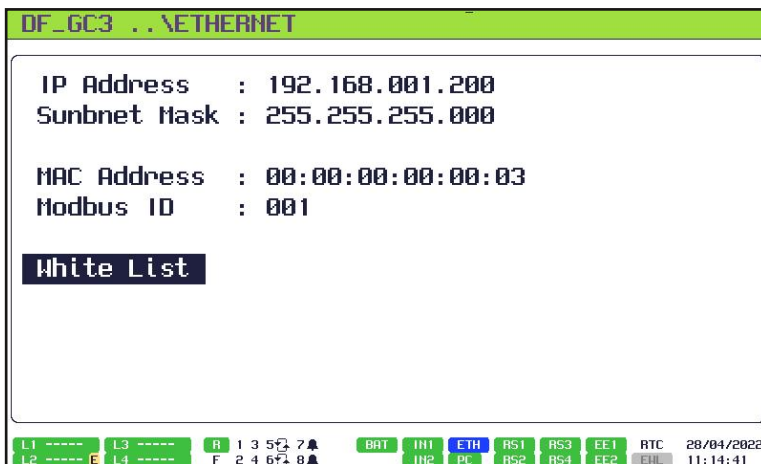 DF_GC3 ..\ETHERNET
IP Address : 192.168.001.200
Sunbnet Mask : 255.255.255.000
MAC Address : 00:00:00:00:00:03
Modbus ID : 001
White List
L1 ----- L3 ----- R 1 3 5 7 BAT IN1 ETH RS1 RS3 EE1 RTC 28/04/2022
L2 ----- E L4 ----- F 2 4 6 8 IN2 PC RS2 RS4 EE2 EWL 11:14:41